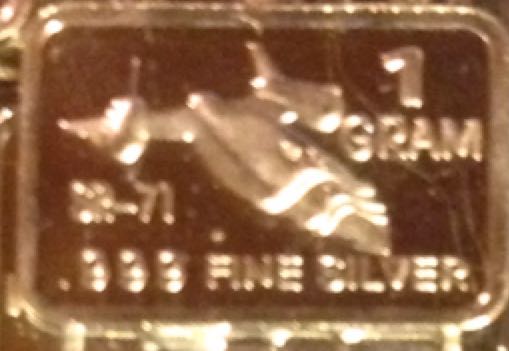 1
GRAM
SR-71
.999 FINE SILVER